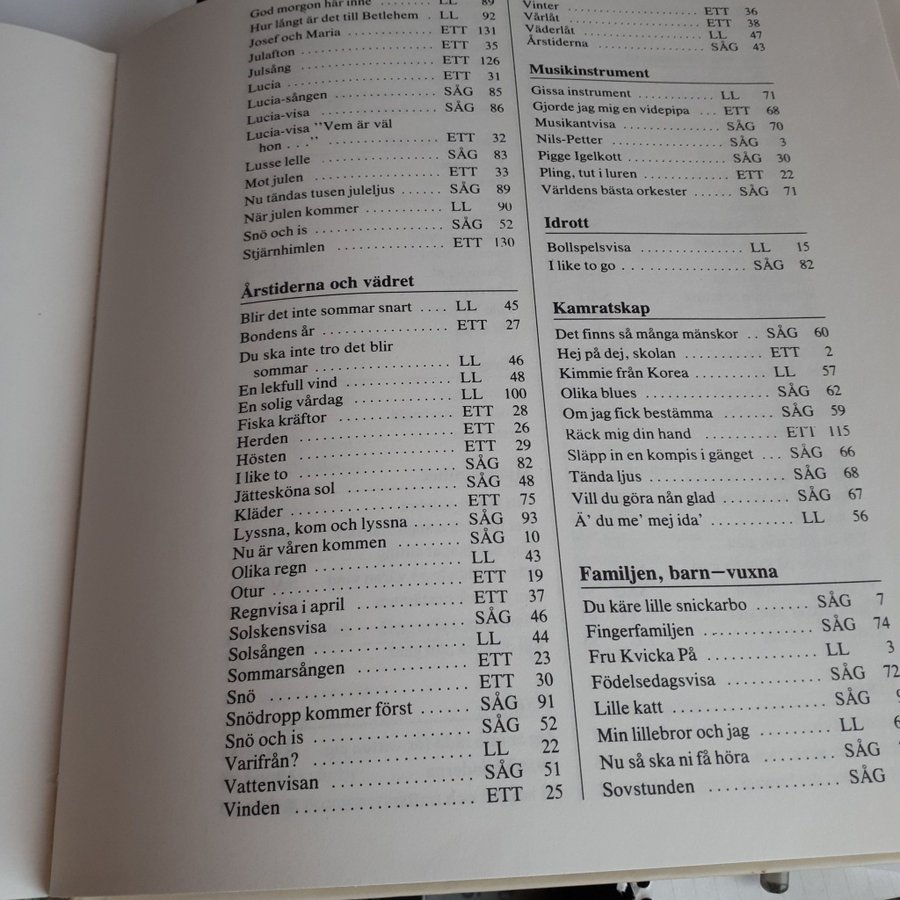 God morgon här inne LL 89
Hur långt är det till Betlehem . LL 92
Josef och Maria ETT 131
Julafton ETT 35
Julsång ETT 126
Lucia ETT 31
Lucia-sången SÅG 85
Lucia-visa SÅG 86
Lucia-visa "Vem är väl
hon . . ." ETT 32
Lusse lelle SÅG 83
Mot julen ETT 33
Nu tändas tusen juleljus SÅG 89
När julen kommer LL 90
Snö och is SÅG 52
Stjärnhimlen ETT 130
Årstiderna och vädret
Blir det inte sommar snart .... LL 45
Bondens år ETT 27
Du ska inte tro det blir
sommar LL 46
En lekfull vind LL 48
En solig vårdag LL 100
Fiska kräftor ETT 28
Herden ETT 26
Hösten ETT 29
I like to SÅG 82
Jättesköna sol SÅG 48
Kläder ETT 75
Lyssna, kom och lyssna SÅG 93
Nu är våren kommen SÅG 10
Olika regn LL 43
Otur ETT 19
Regnvisa i april ETT 37
Solskensvisa SÅG 46
Solsången LL 44
Sommarsången ETT 23
Snö ETT 30
Snödropp kommer först SÅG 91
Snö och is SÅG 52
Varifrån? LL 22
Vattenvisan SÅG 51
Vinden ETT 25
Vinter ETT 36
Vårlåt ETT 38
Väderlåt LL 47
Årstiderna SÅG 43
Musikinstrument
Gissa instrument LL 71
Gjorde jag mig en videpipa ... ETT 68
Musikantvisa SÅG 70
Nils-Petter SÅG 3
Pigge Igelkott SÅG 30
Pling, tut i luren ETT 22
Världens bästa orkester SÅG 71
Idrott
Bollspelsvisa LL 15
I like to go SÅG 82
Kamratskap
Det finns så många mänskor .. SÅG 60
Hej på dej, skolan ETT 2
Kimmie från Korea LL 57
Olika blues SÅG 62
Om jag fick bestämma SÅG 59
Räck mig din hand ETT 115
Släpp in en kompis i gänget ... SÅG 66
Tända ljus SÅG 68
Vill du göra nån glad SÅG 67
Ä' du me' mej ida' LL 56
Familjen, barn—vuxna
Du käre lille snickarbo SÅG 7
Fingerfamiljen SÅG 74
Fru Kvicka På LL 3
Födelsedagsvisa SÅG 72
Lille katt SÅG
Min lillebror och jag LL 6
Nu så ska ni få höra SÅG
Sovstunden SÅG